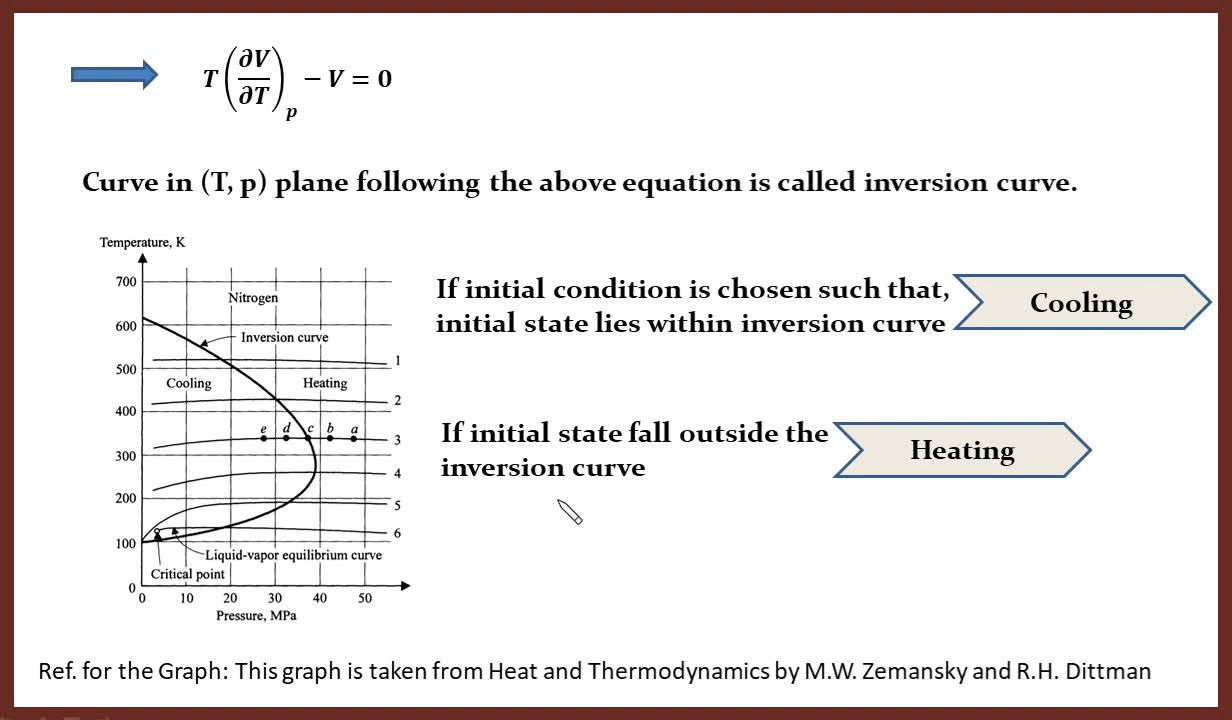 T(∂V/∂T)p − V = 0
Curve in (T, p) plane following the above equation is called inversion curve.
Temperature, K
700
600
500
400
300
200
100
0
Nitrogen
Inversion curve
Cooling
Heating
e d c b a
1
2
3
4
5
6
Liquid-vapor equilibrium curve
Critical point
0 10 20 30 40 50
Pressure, MPa
If initial condition is chosen such that,
initial state lies within inversion curve
Cooling
If initial state fall outside the
inversion curve
Heating
Ref. for the Graph: This graph is taken from Heat and Thermodynamics by M.W. Zemansky and R.H. Dittman